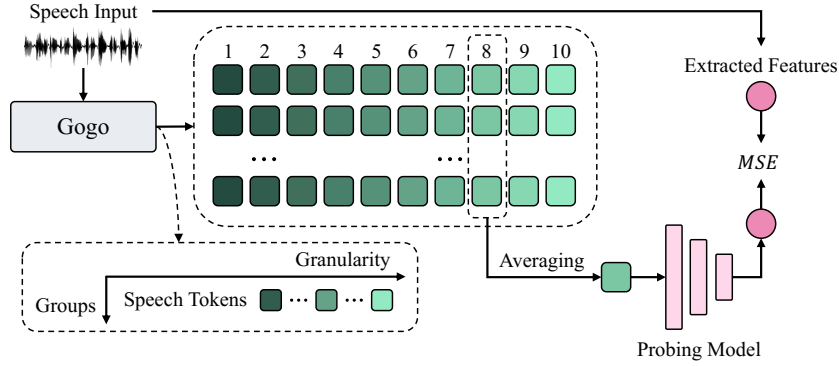 Speech Input
1 2 3 4 5 6 7 8 9 10
Extracted Features
Gogo
...
...
MSE
Granularity
Averaging
Groups
Speech Tokens ... ...
Probing Model